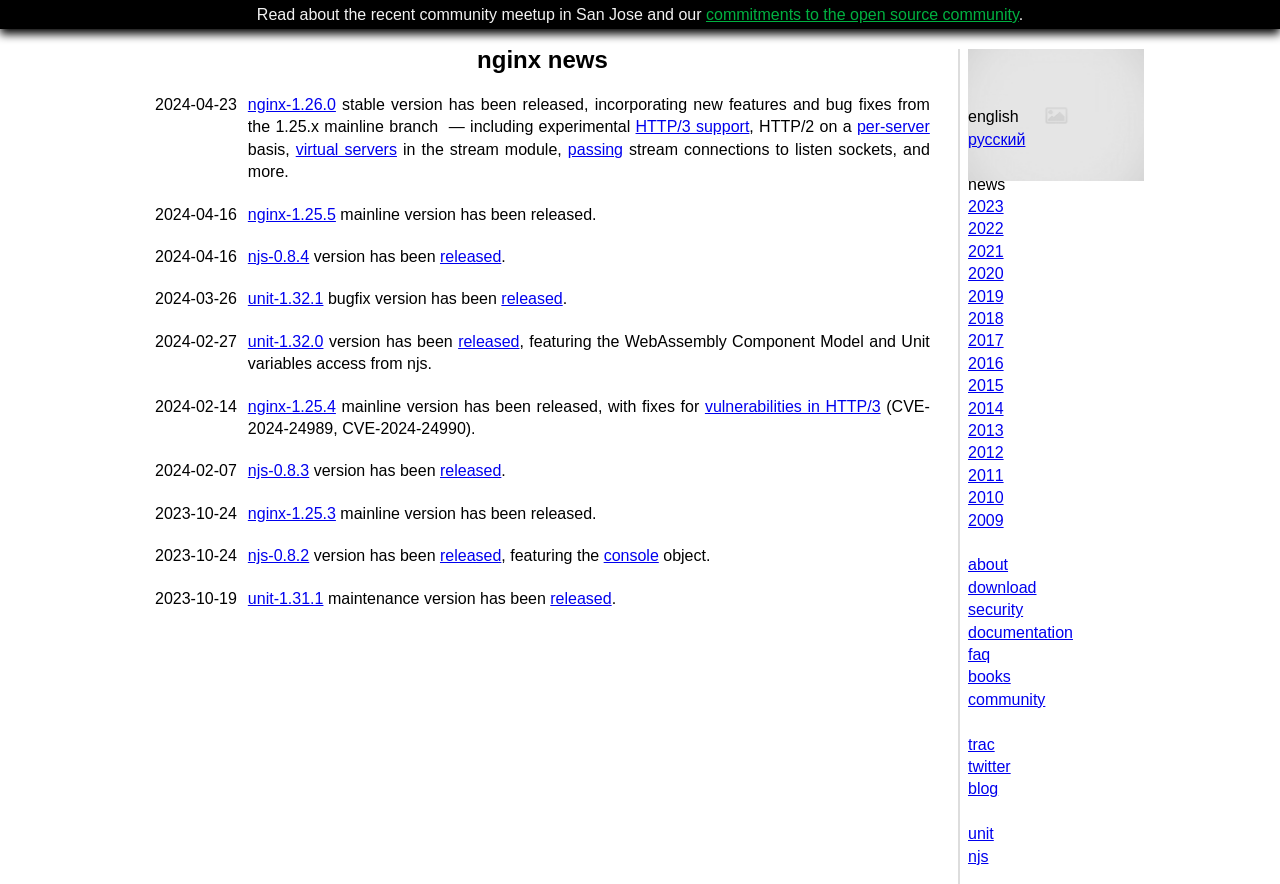 Read about the recent community meetup in San Jose and our commitments to the open source community.
nginx news
2024-04-23 nginx-1.26.0 stable version has been released, incorporating new features and bug fixes from
the 1.25.x mainline branch — including experimental HTTP/3 support, HTTP/2 on a per-server
basis, virtual servers in the stream module, passing stream connections to listen sockets, and
more.
2024-04-16 nginx-1.25.5 mainline version has been released.
2024-04-16 njs-0.8.4 version has been released.
2024-03-26 unit-1.32.1 bugfix version has been released.
2024-02-27 unit-1.32.0 version has been released, featuring the WebAssembly Component Model and Unit
variables access from njs.
2024-02-14 nginx-1.25.4 mainline version has been released, with fixes for vulnerabilities in HTTP/3 (CVE-
2024-24989, CVE-2024-24990).
2024-02-07 njs-0.8.3 version has been released.
2023-10-24 nginx-1.25.3 mainline version has been released.
2023-10-24 njs-0.8.2 version has been released, featuring the console object.
2023-10-19 unit-1.31.1 maintenance version has been released.
english
русский
news
2023
2022
2021
2020
2019
2018
2017
2016
2015
2014
2013
2012
2011
2010
2009
about
download
security
documentation
faq
books
community
trac
twitter
blog
unit
njs